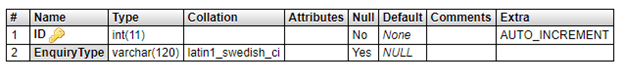 # Name Type Collation Attributes Null Default Comments Extra
1 ID int(11) No None AUTO_INCREMENT
2 EnquiryType varchar(120) latin1_swedish_ci Yes NULL